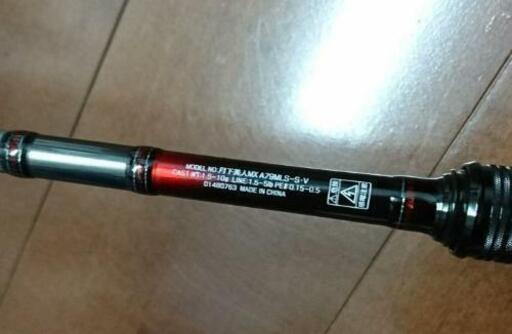 MODEL NO.月下美人MX A79MLS-S・V
CAST WT.:1.5-10g LINE:1.5-5lb PE#:0.15-0.5
01480763 MADE IN CHINA